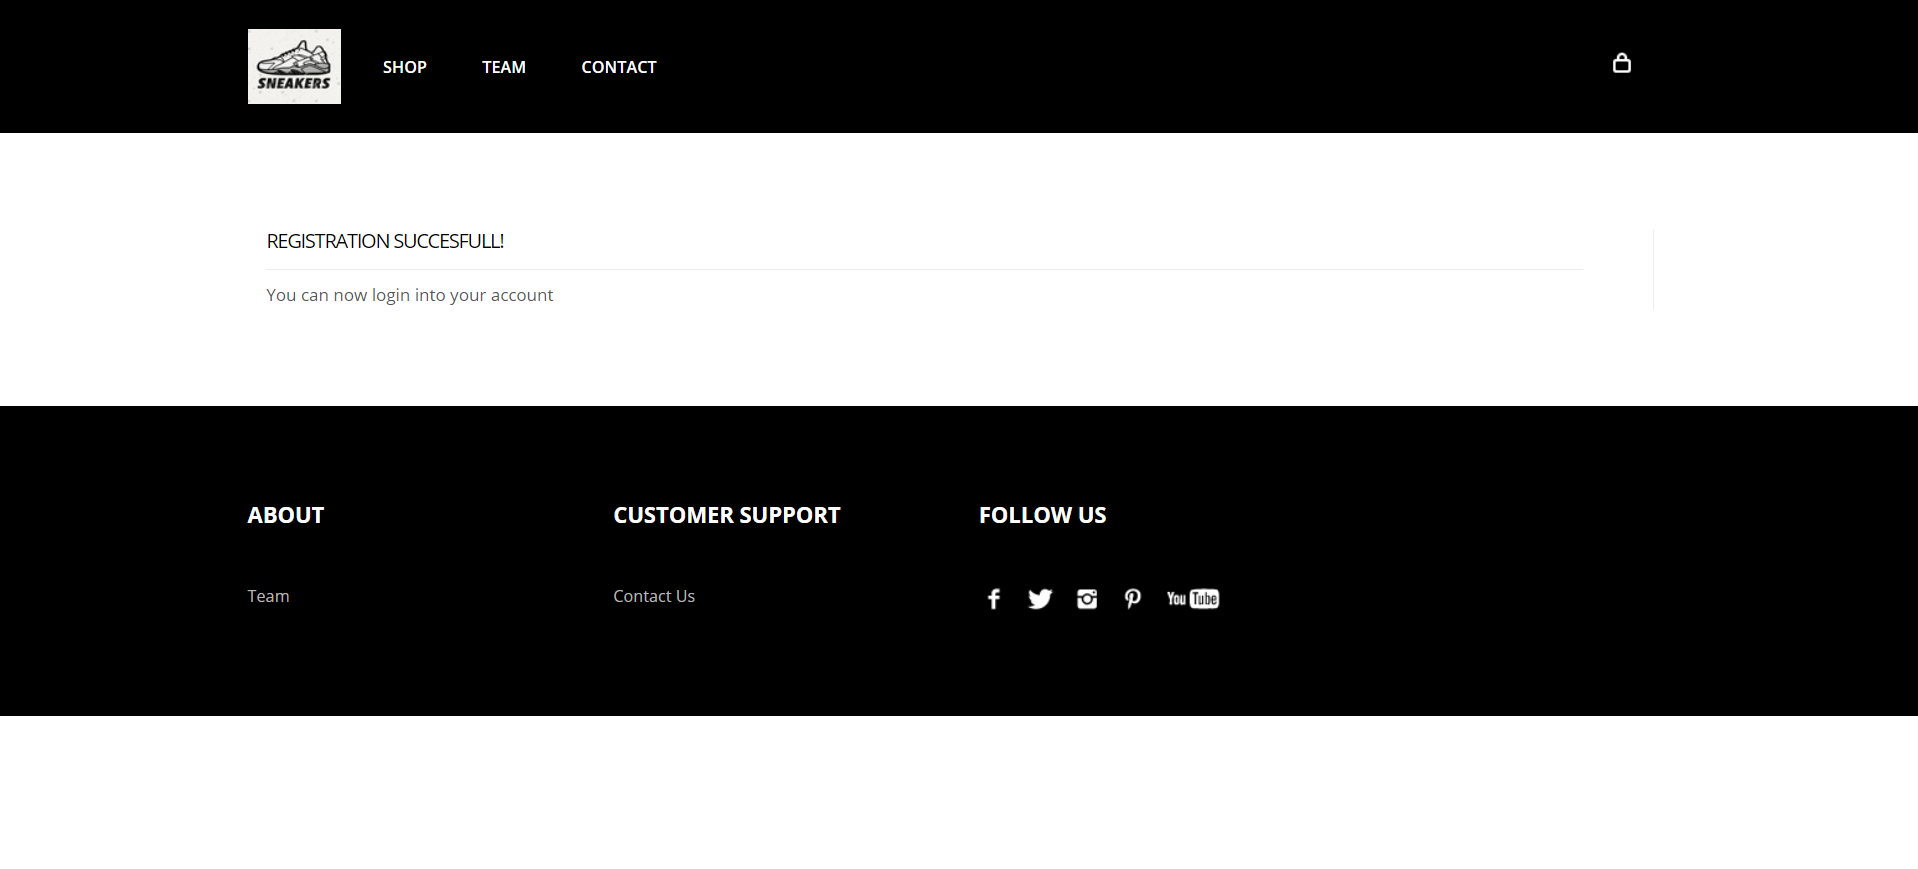 SNEAKERS
SHOP TEAM CONTACT
REGISTRATION SUCCESFULL!
You can now login into your account
ABOUT
Team
CUSTOMER SUPPORT
Contact Us
FOLLOW US
You Tube